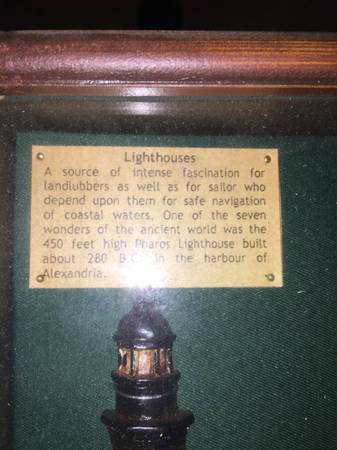 Lighthouses
A source of intense fascination for
landlubbers as well as for sailor who
depend upon them for safe navigation
of coastal waters. One of the seven
wonders of the ancient world was the
450 feet high Pharos Lighthouse built
about 280 B.C. in the harbour of
Alexandria.